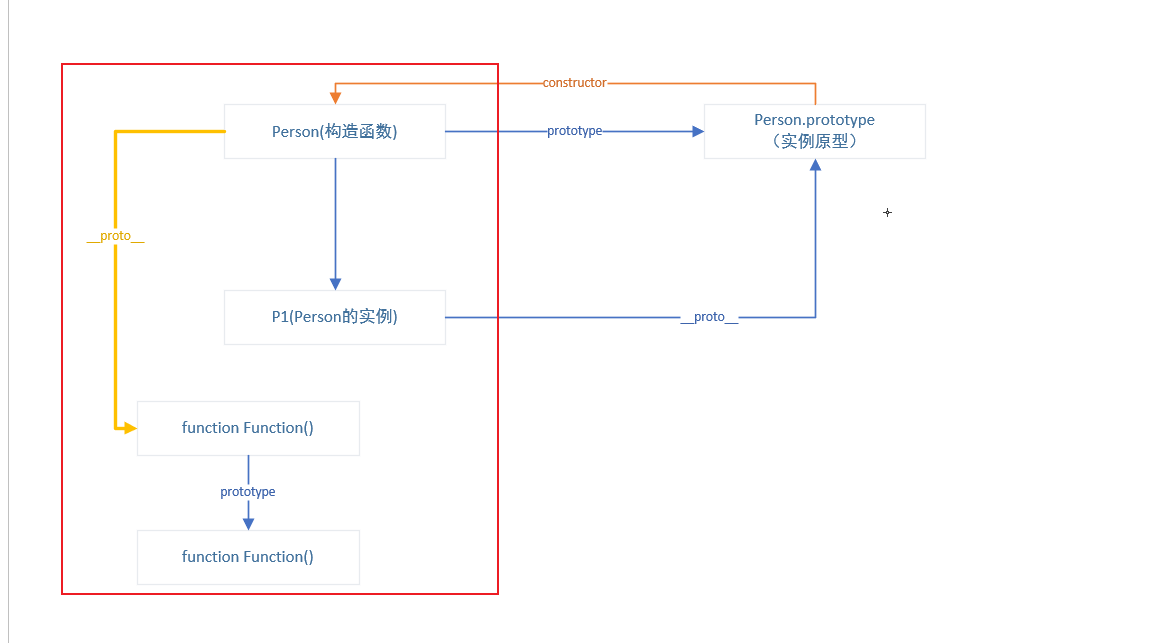 constructor
Person(构造函数)
prototype
Person.prototype
（实例原型）
__proto__
P1(Person的实例)
__proto__
function Function()
prototype
function Function()